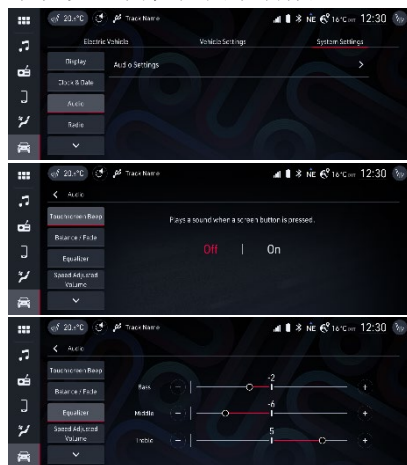 20.5°C Track Name NE 16°C 12:30
Electric Vehicle Vehicle Settings System Settings
Display
Audio Settings
Clock & Date
Audio
Radio
20.5°C Track Name NE 16°C 12:30
Audio
Touchscreen Beep
Plays a sound when a screen button is pressed.
Balance / Fade
Off | On
Equalizer
Speed Adjusted
Volume
20.5°C Track Name NE 16°C 12:30
Audio
Touchscreen Beep
-2
Bass - +
Balance / Fade
-6
Equalizer
Middle - +
5
Speed Adjusted
Volume
Treble - +